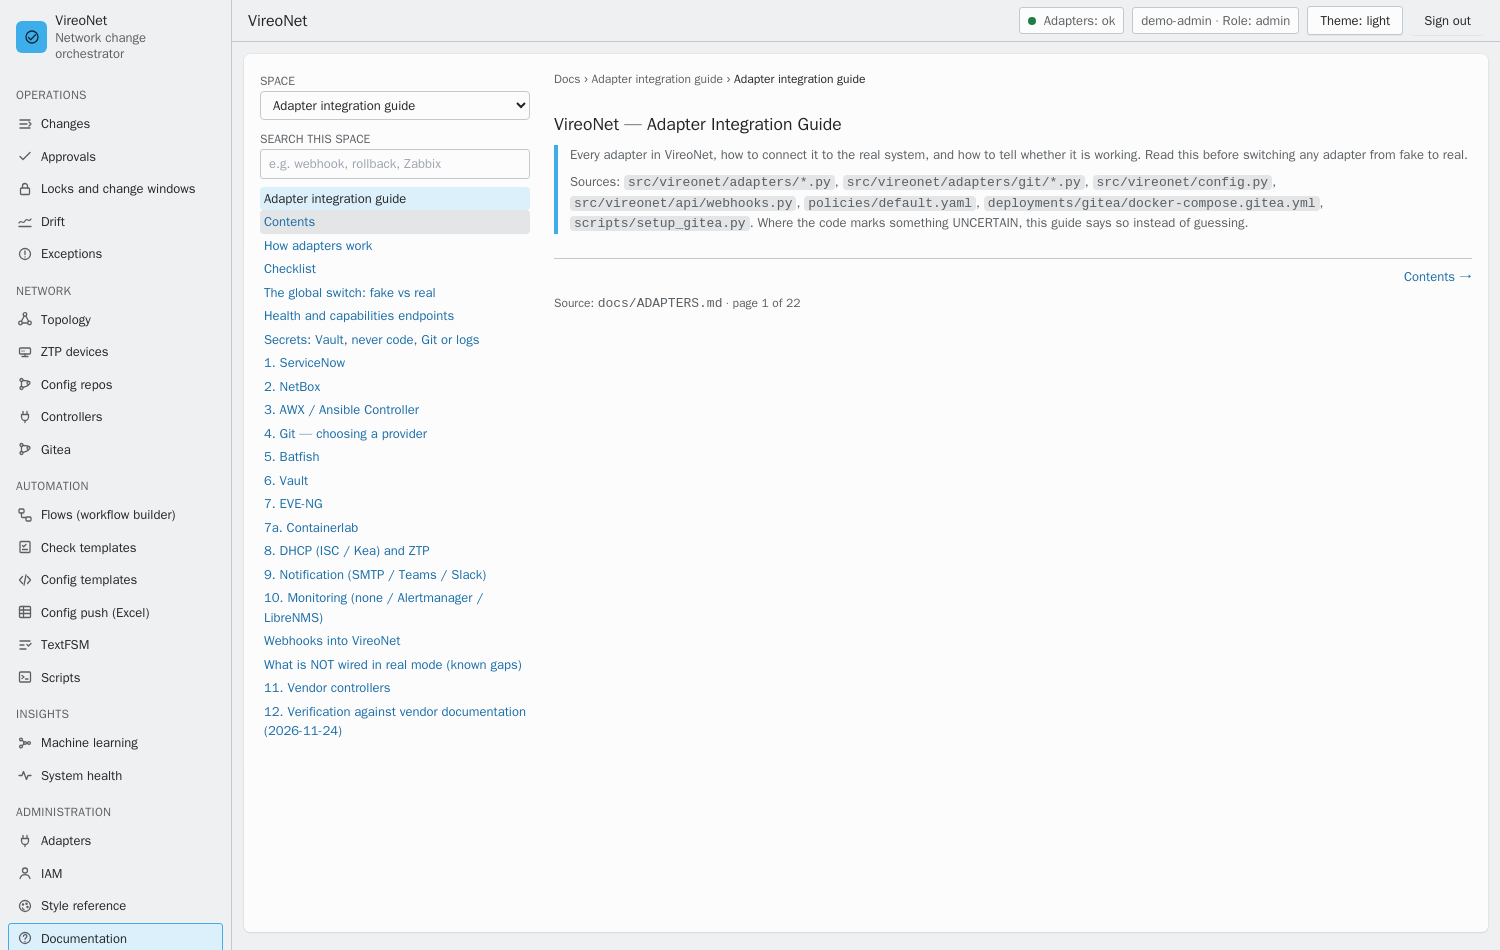 VireoNet
Network change
orchestrator
OPERATIONS
Changes
Approvals
Locks and change windows
Drift
Exceptions
NETWORK
Topology
ZTP devices
Config repos
Controllers
Gitea
AUTOMATION
Flows (workflow builder)
Check templates
Config templates
Config push (Excel)
TextFSM
Scripts
INSIGHTS
Machine learning
System health
ADMINISTRATION
Adapters
IAM
Style reference
Documentation
VireoNet
Adapters: ok
demo-admin · Role: admin
Theme: light
Sign out
SPACE
Adapter integration guide
SEARCH THIS SPACE
e.g. webhook, rollback, Zabbix
Adapter integration guide
Contents
How adapters work
Checklist
The global switch: fake vs real
Health and capabilities endpoints
Secrets: Vault, never code, Git or logs
1. ServiceNow
2. NetBox
3. AWX / Ansible Controller
4. Git — choosing a provider
5. Batfish
6. Vault
7. EVE-NG
7a. Containerlab
8. DHCP (ISC / Kea) and ZTP
9. Notification (SMTP / Teams / Slack)
10. Monitoring (none / Alertmanager /
LibreNMS)
Webhooks into VireoNet
What is NOT wired in real mode (known gaps)
11. Vendor controllers
12. Verification against vendor documentation
(2026-11-24)
Docs › Adapter integration guide › Adapter integration guide
VireoNet — Adapter Integration Guide
Every adapter in VireoNet, how to connect it to the real system, and how to tell whether it is working. Read this before switching any adapter from fake to real.
Sources: src/vireonet/adapters/*.py, src/vireonet/adapters/git/*.py, src/vireonet/config.py,
src/vireonet/api/webhooks.py, policies/default.yaml, deployments/gitea/docker-compose.gitea.yml,
scripts/setup_gitea.py. Where the code marks something UNCERTAIN, this guide says so instead of guessing.
Contents →
Source: docs/ADAPTERS.md · page 1 of 22